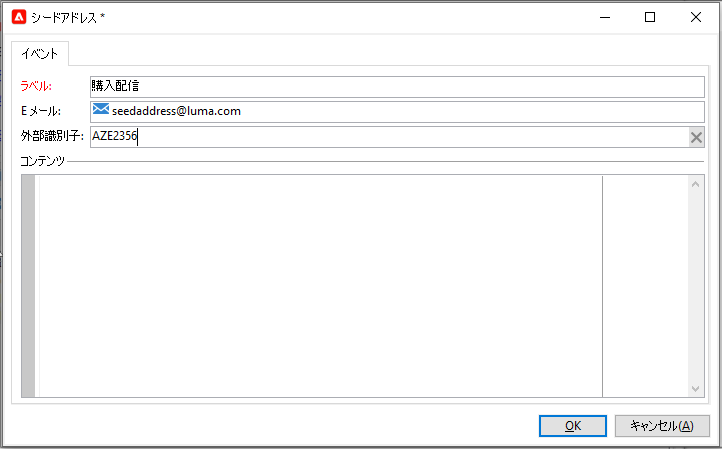 シードアドレス *
イベント
ラベル: 購入配信
Eメール: seedaddress@luma.com
外部識別子: AZE2356
コンテンツ
OK キャンセル(A)